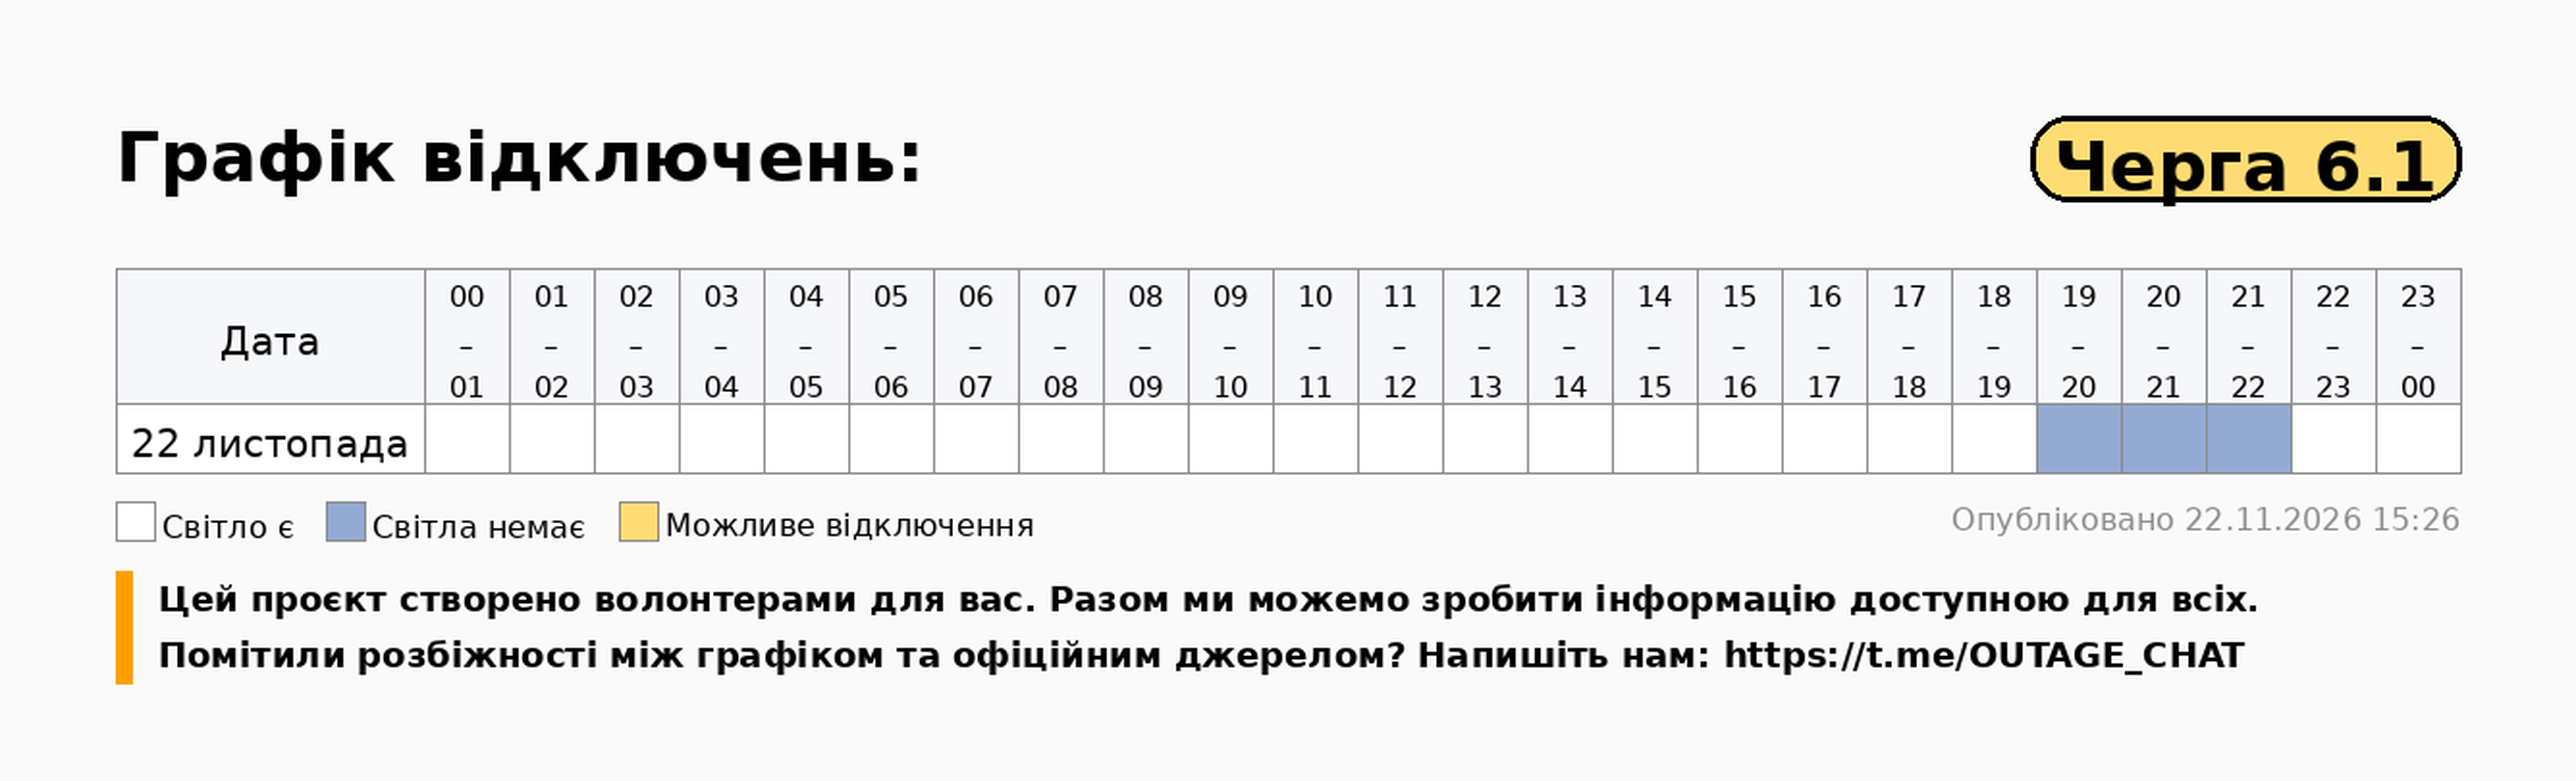 Графік відключень:
Черга 6.1
Дата 00 – 01 01 – 02 02 – 03 03 – 04 04 – 05 05 – 06 06 – 07 07 – 08 08 – 09 09 – 10 10 – 11 11 – 12 12 – 13 13 – 14 14 – 15 15 – 16 16 – 17 17 – 18 18 – 19 19 – 20 20 – 21 21 – 22 22 – 23 23 – 00
22 листопада
Світло є Світла немає Можливе відключення
Опубліковано 22.11.2026 15:26
Цей проєкт створено волонтерами для вас. Разом ми можемо зробити інформацію доступною для всіх.
Помітили розбіжності між графіком та офіційним джерелом? Напишіть нам: https://t.me/OUTAGE_CHAT